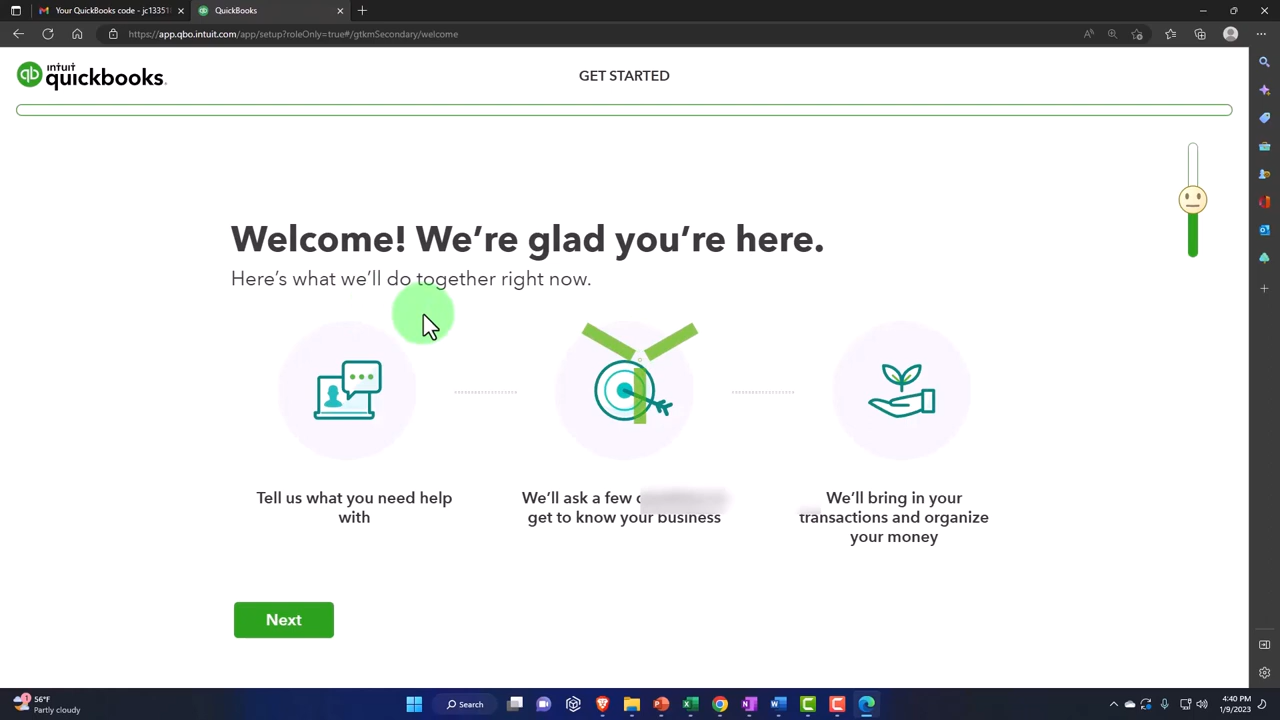 Your QuickBooks code - c13351
QuickBooks
https://app.qbo.intuit.com/app/setup?roleOnly=true#/gtkmSecondary/welcome
intuit
quickbooks.
GET STARTED
Welcome! We're glad you're here.
Here's what we'll do together right now.
Tell us what you need help
with
We'll ask a few
get to know your business
We'll bring in your
transactions and organize
your money
Next
56°F
Partly cloudy
Search
4:40 PM
1/9/2023